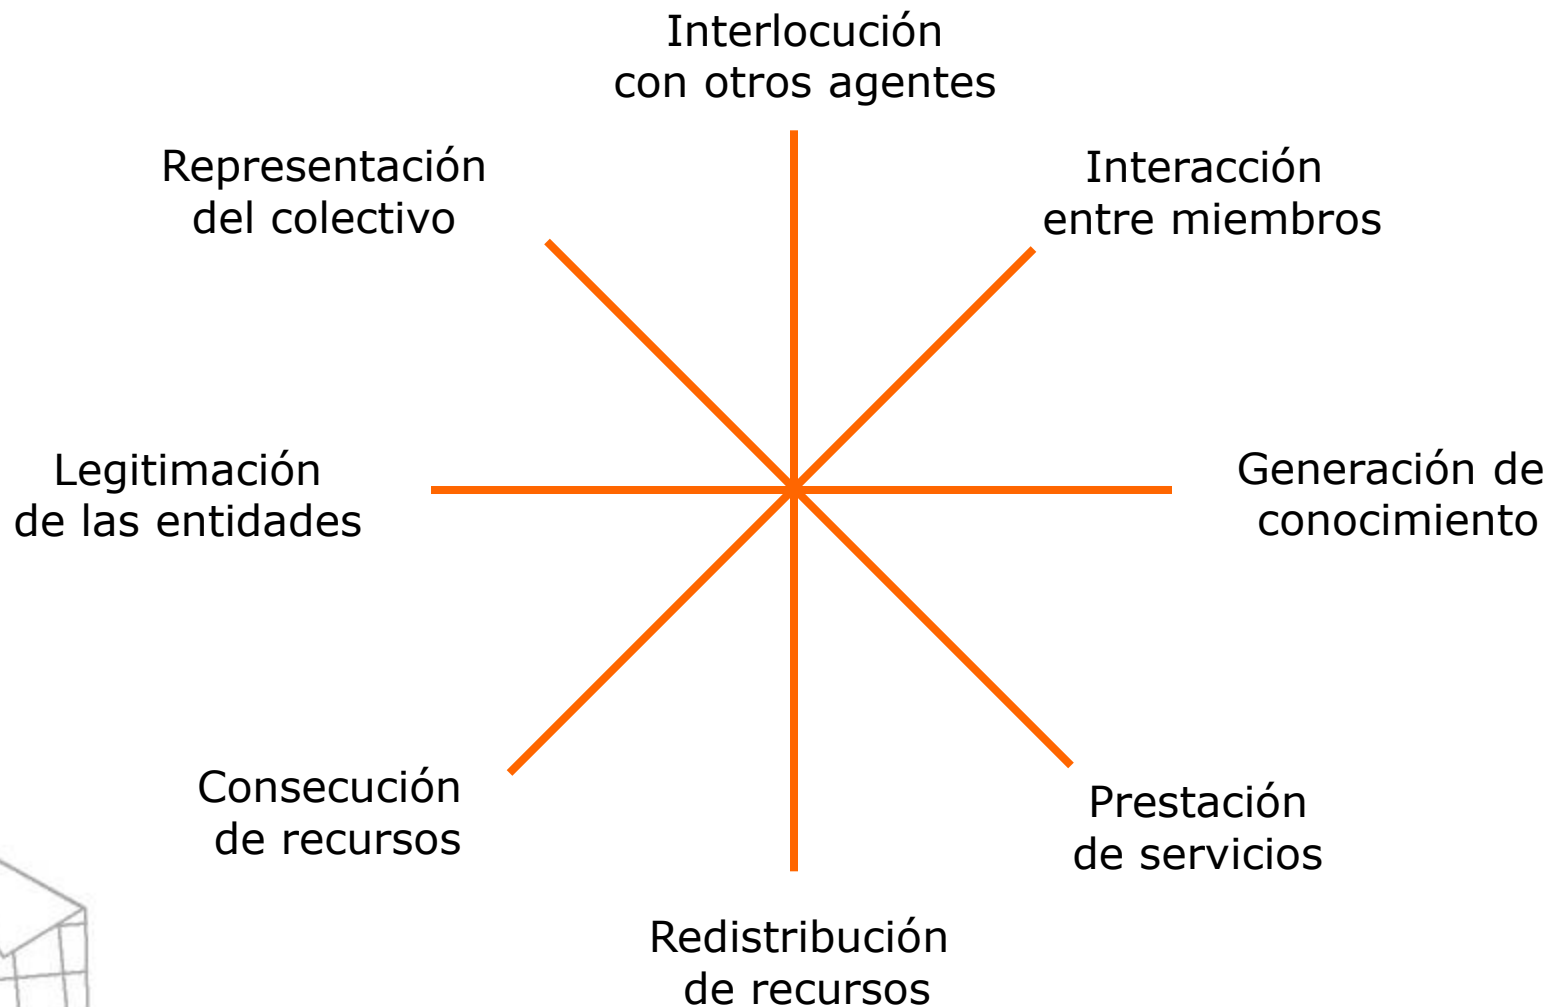 Interlocución
con otros agentes
Representación
del colectivo
Interacción
entre miembros
Legitimación
de las entidades
Generación de
conocimiento
Consecución
de recursos
Prestación
de servicios
Redistribución
de recursos